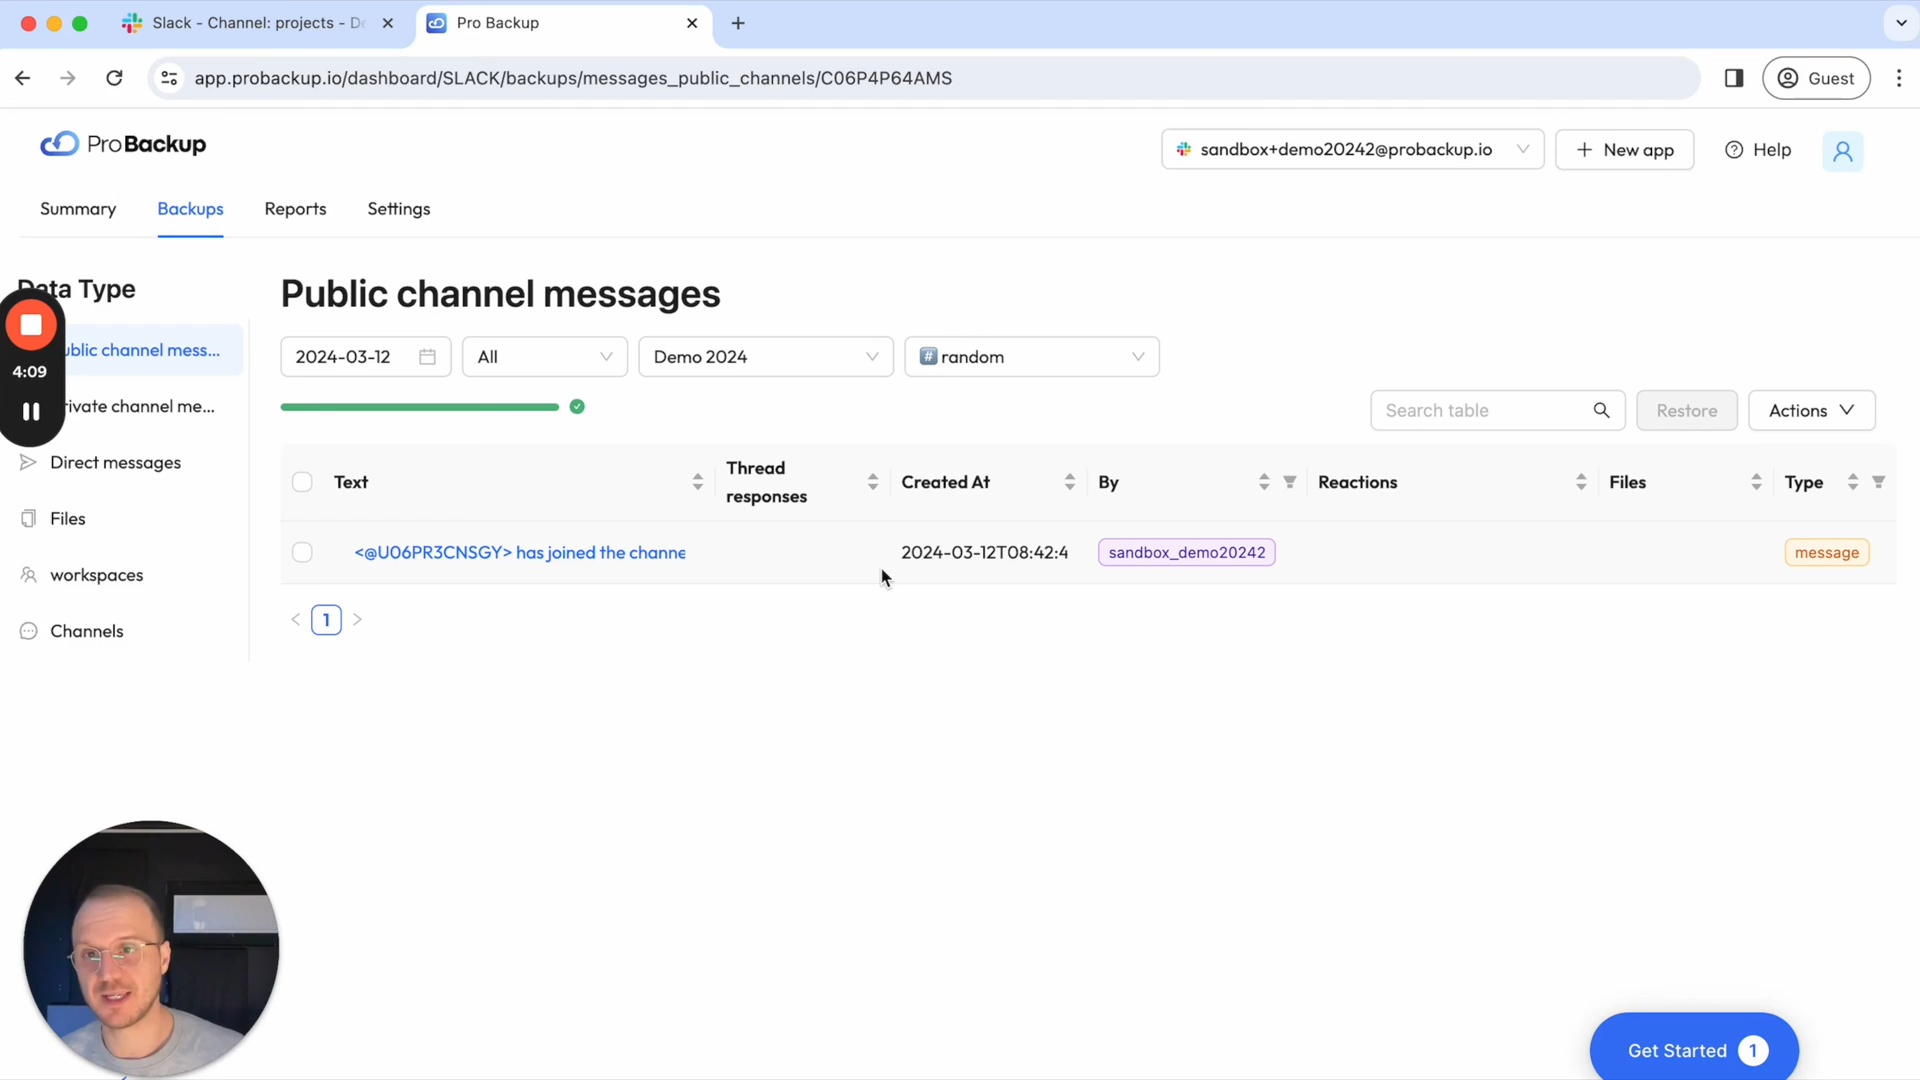 Slack - Channel: projects - De
Pro Backup
app.probackup.io/dashboard/SLACK/backups/messages_public_channels/C06P4P64AMS
Guest
ProBackup
sandbox+demo20242@probackup.io
New app
Help
Summary
Backups
Reports
Settings
Data Type
Public channel messages
2024-03-12
All
Demo 2024
# random
ublic channel mess...
4:09
rivate channel me...
Direct messages
Files
workspaces
Channels
Search table
Restore
Actions
Text
Thread
responses
Created At
By
Reactions
Files
Type
<@U06PR3CNSGY> has joined the channe
2024-03-12T08:42:4
sandbox_demo20242
message
1
Get Started 1